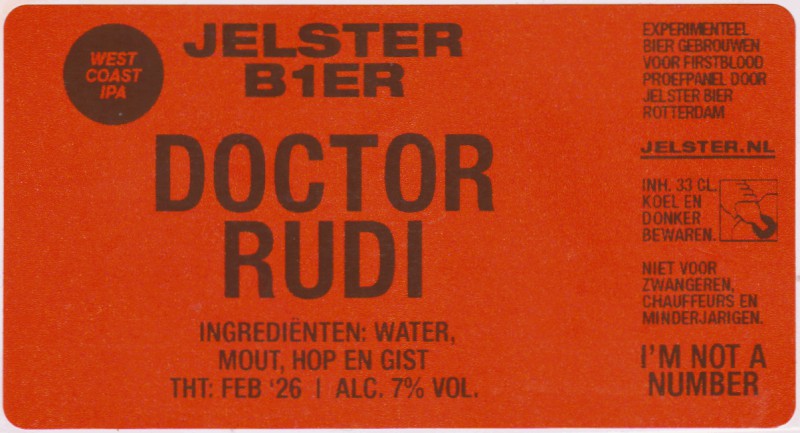 WEST
COAST
IPA
JELSTER
B1ER
DOCTOR
RUDI
INGREDIËNTEN: WATER,
MOUT, HOP EN GIST
THT: FEB '26 | ALC. 7% VOL.
EXPERIMENTEEL
BIER GEBROUWEN
VOOR FIRSTBLOOD
PROEFPANEL DOOR
JELSTER BIER
ROTTERDAM
JELSTER.NL
INH. 33 CL.
KOEL EN
DONKER
BEWAREN.
NIET VOOR
ZWANGEREN,
CHAUFFEURS EN
MINDERJARIGEN.
I'M NOT A
NUMBER